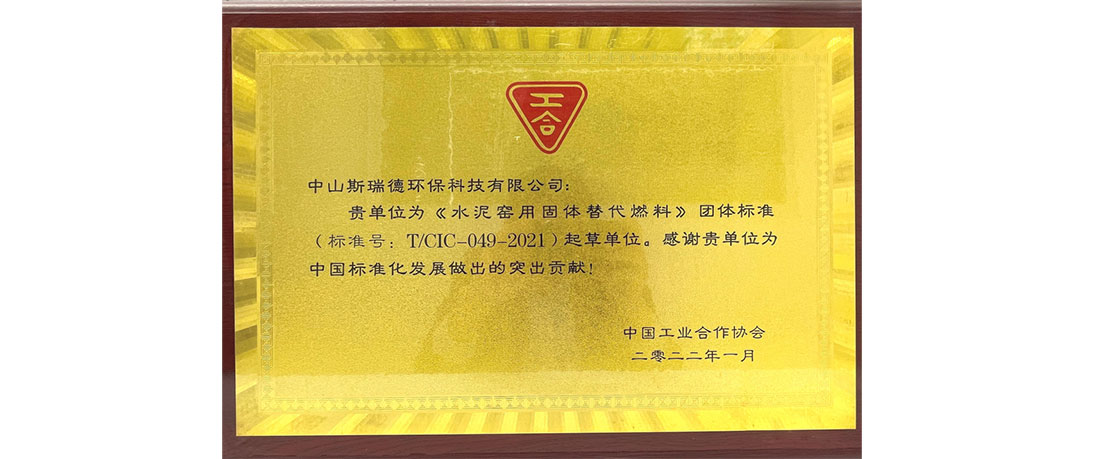 工
合
中山斯瑞德环保科技有限公司：
贵单位为《水泥窑用固体替代燃料》团体标准
（标准号：T/CIC-049-2021）起草单位。感谢贵单位为
中国标准化发展做出的突出贡献！
中国工业合作协会
二零二二年一月